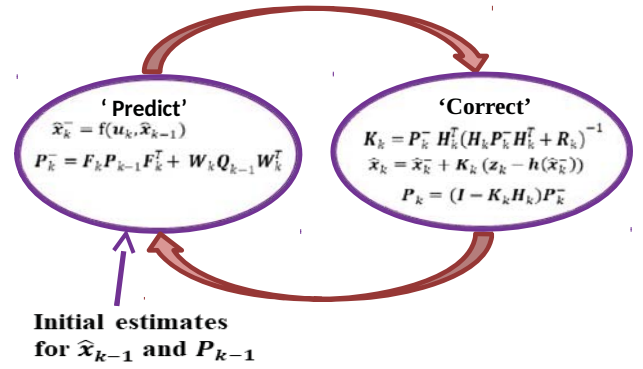 ‘ Predict’
x̂ₖ⁻ = f(uₖ, x̂ₖ₋₁)
Pₖ⁻ = FₖPₖ₋₁Fₖᵀ + WₖQₖ₋₁Wₖᵀ
‘Correct’
Kₖ = Pₖ⁻ Hₖᵀ(HₖPₖ⁻Hₖᵀ + Rₖ)⁻¹
x̂ₖ = x̂ₖ⁻ + Kₖ (zₖ − h(x̂ₖ⁻))
Pₖ = (I − KₖHₖ)Pₖ⁻
Initial estimates
for x̂ₖ₋₁ and Pₖ₋₁